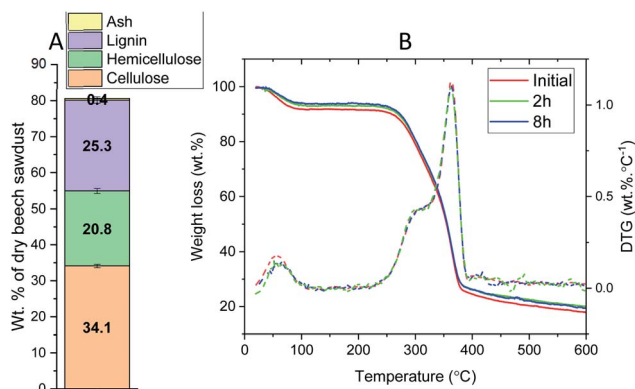 A
Ash
Lignin
Hemicellulose
Cellulose
Wt. % of dry beech sawdust
90
80
70
60
50
40
30
20
10
0
0.4
25.3
20.8
34.1
B
Initial
2h
8h
Weight loss (wt.%)
100
80
60
40
20
DTG (wt.%.°C⁻¹)
1.0
0.5
0.0
0
100
200
300
400
500
600
Temperature (°C)